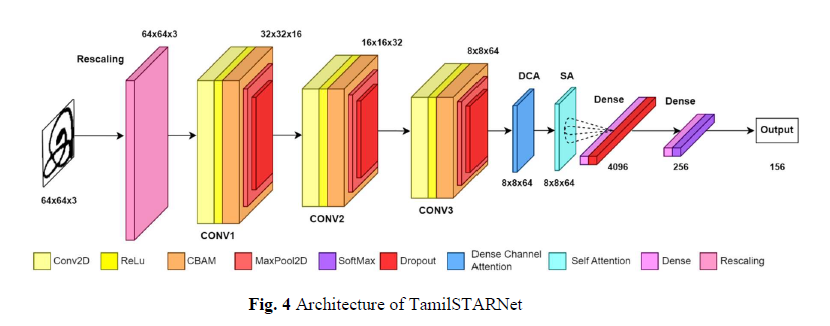 64x64x3
32x32x16
16x16x32
8x8x64
Rescaling
DCA
SA
Dense
Dense
Output
64x64x3
CONV1
CONV2
CONV3
8x8x64
8x8x64
4096
256
156
Conv2D
ReLu
CBAM
MaxPool2D
SoftMax
Dropout
Dense Channel
Attention
Self Attention
Dense
Rescaling
Fig. 4 Architecture of TamilSTARNet